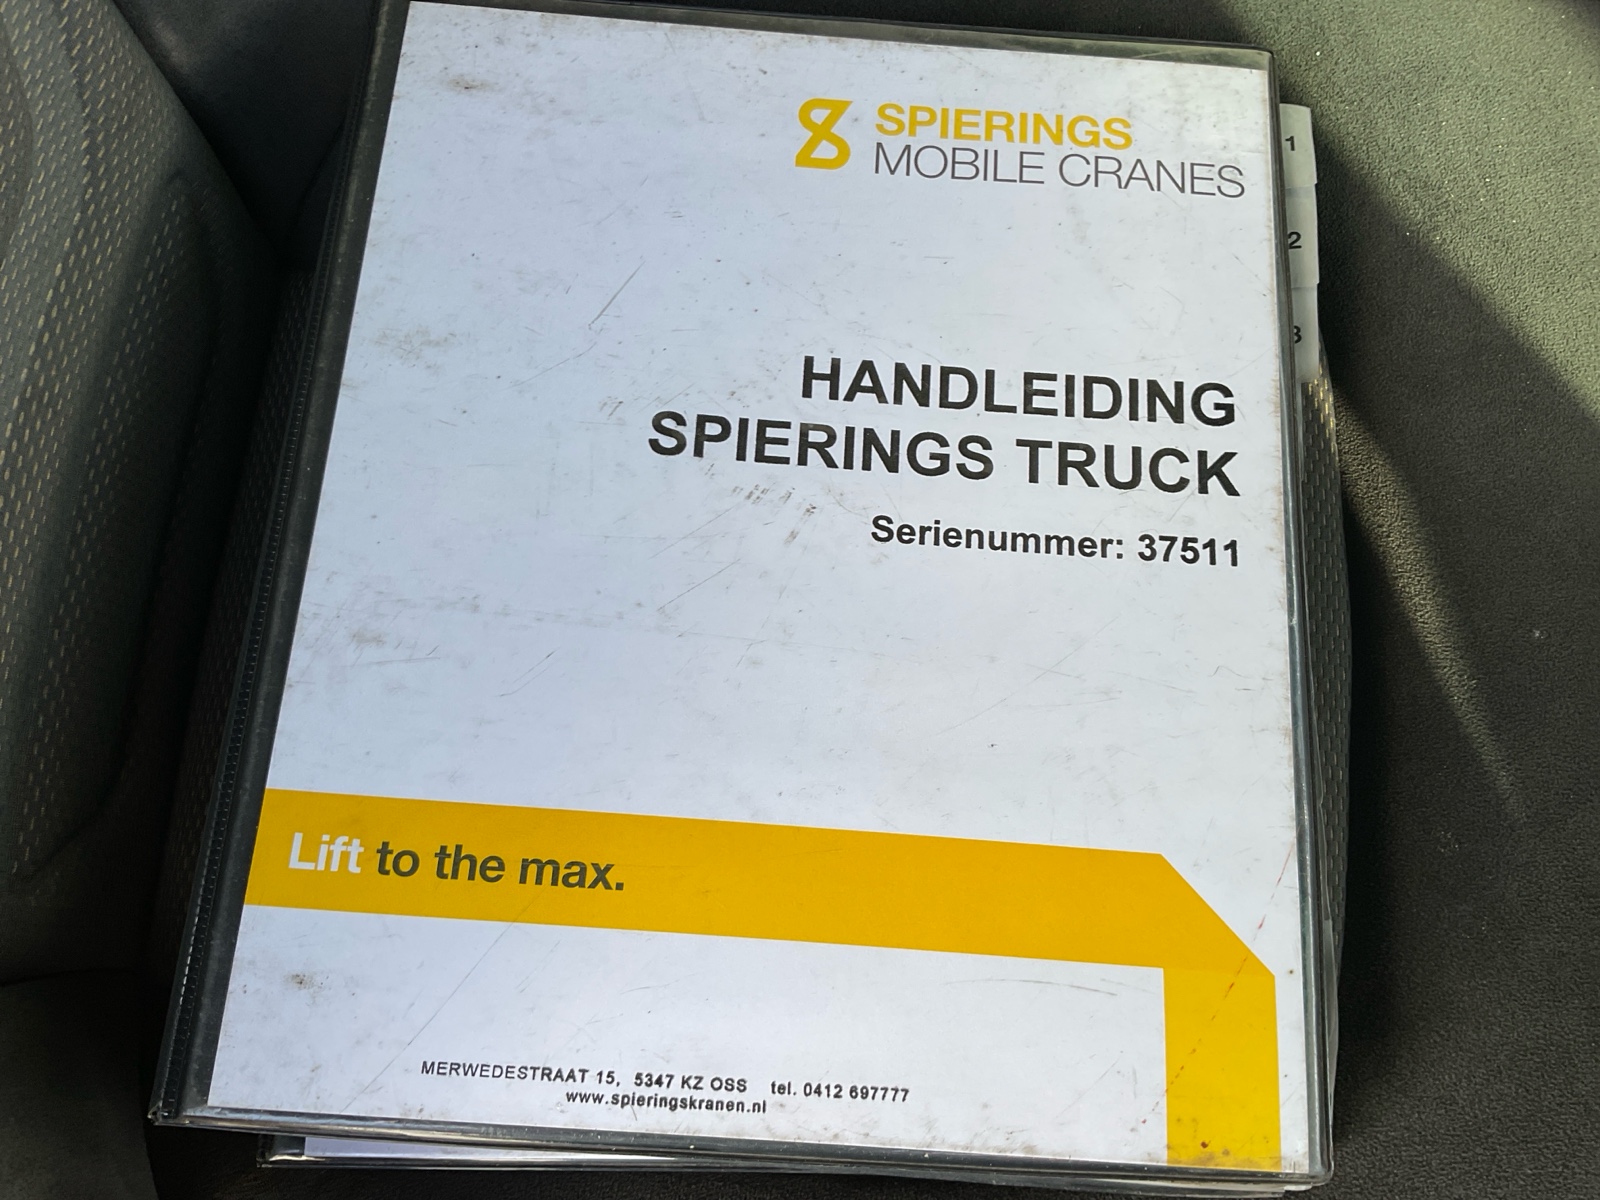 SPIERINGS
MOBILE CRANES
1
2
3
HANDLEIDING
SPIERINGS TRUCK
Serienummer: 37511
Lift to the max.
MERWEDESTRAAT 15, 5347 KZ OSS tel. 0412 697777
www.spieringskranen.nl